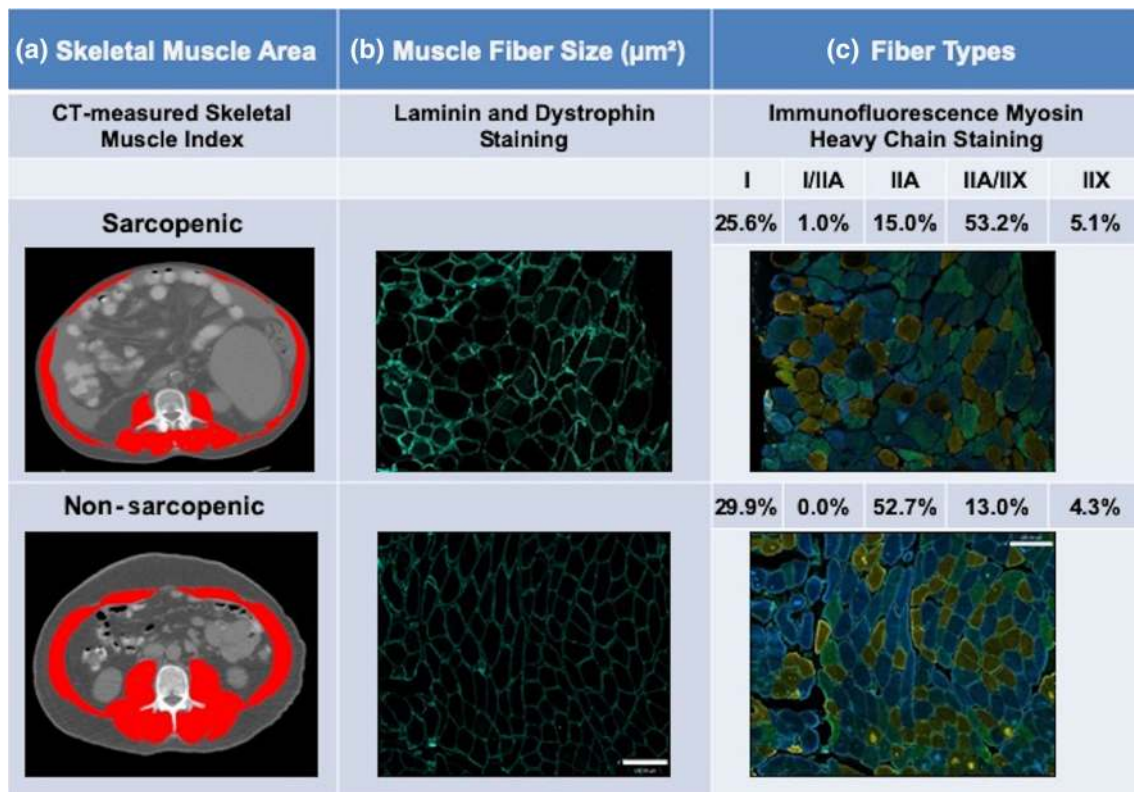 (a) Skeletal Muscle Area
(b) Muscle Fiber Size (µm²)
(c) Fiber Types
CT-measured Skeletal
Muscle Index
Laminin and Dystrophin
Staining
Immunofluorescence Myosin
Heavy Chain Staining
I I/IIA IIA IIA/IIX IIX
Sarcopenic
25.6% 1.0% 15.0% 53.2% 5.1%
Non-sarcopenic
29.9% 0.0% 52.7% 13.0% 4.3%